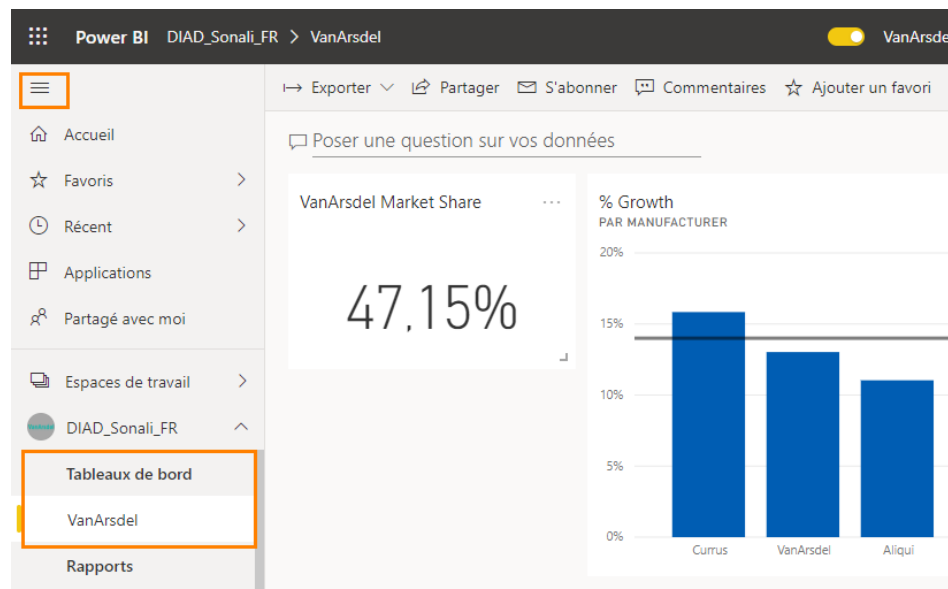 Power BI DIAD_Sonali_FR > VanArsdel
VanArsde
Exporter Partager S'abonner Commentaires Ajouter un favori
Accueil
Favoris
Récent
Applications
Partagé avec moi
Espaces de travail
DIAD_Sonali_FR
Tableaux de bord
VanArsdel
Rapports
Poser une question sur vos données
VanArsdel Market Share ...
47,15%
% Growth
PAR MANUFACTURER
20%
15%
10%
5%
0%
Currus VanArsdel Aliqui